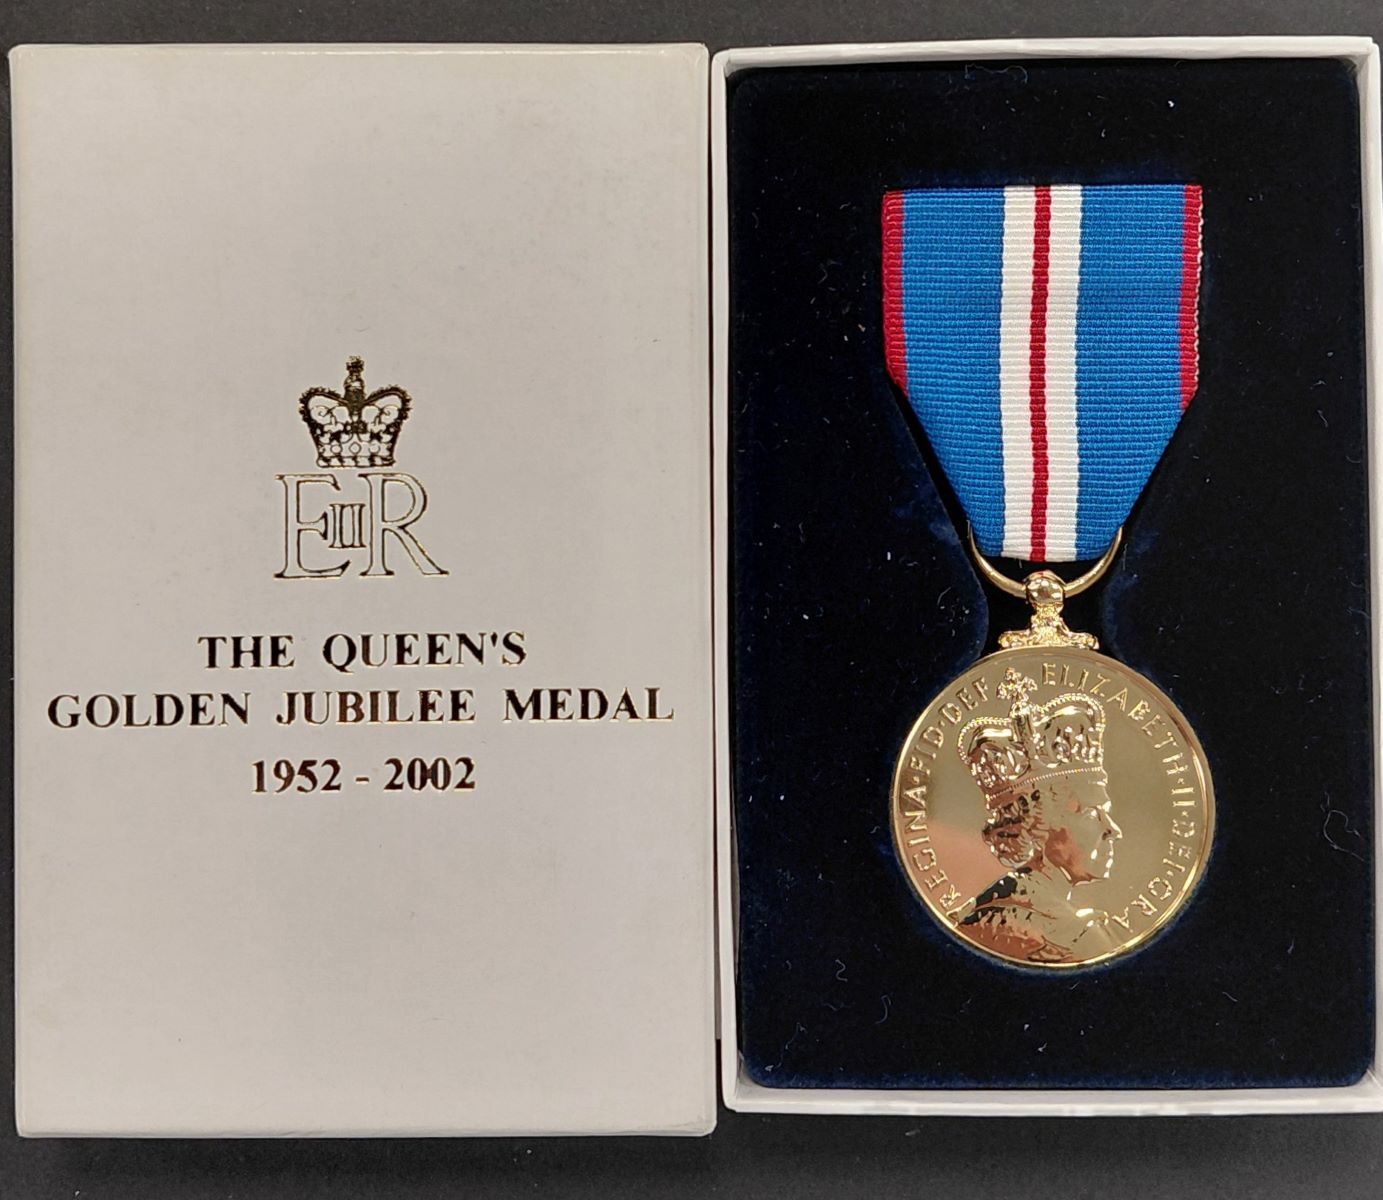 EIIR
THE QUEEN'S
GOLDEN JUBILEE MEDAL
1952 - 2002
ELIZABETH·II·DEI·GRA
REGINA·FID·DEF